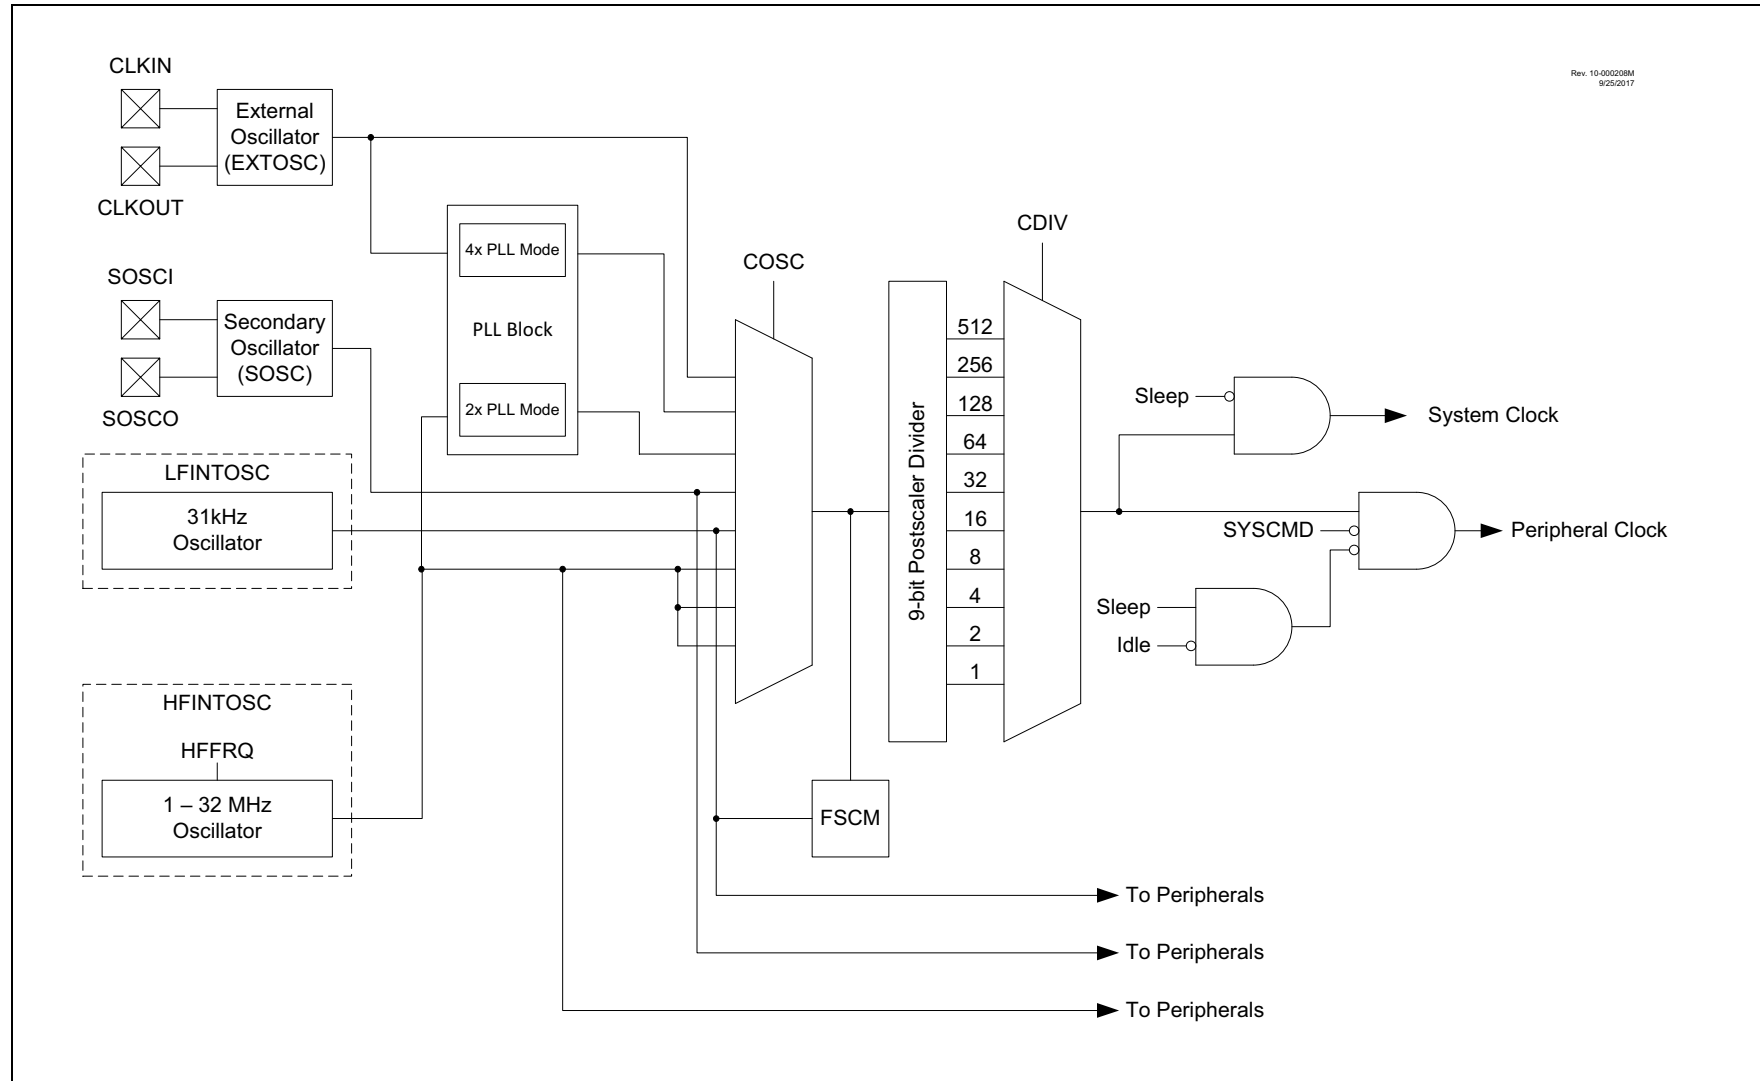 Rev. 10-000208M
9/25/2017
CLKIN
External
Oscillator
(EXTOSC)
CLKOUT
4x PLL Mode
PLL Block
2x PLL Mode
SOSCI
Secondary
Oscillator
(SOSC)
SOSCO
LFINTOSC
31kHz
Oscillator
HFINTOSC
HFFRQ
1 – 32 MHz
Oscillator
COSC
FSCM
9-bit Postscaler Divider
CDIV
512
256
128
64
32
16
8
4
2
1
Sleep
System Clock
SYSCMD
Peripheral Clock
Sleep
Idle
To Peripherals
To Peripherals
To Peripherals